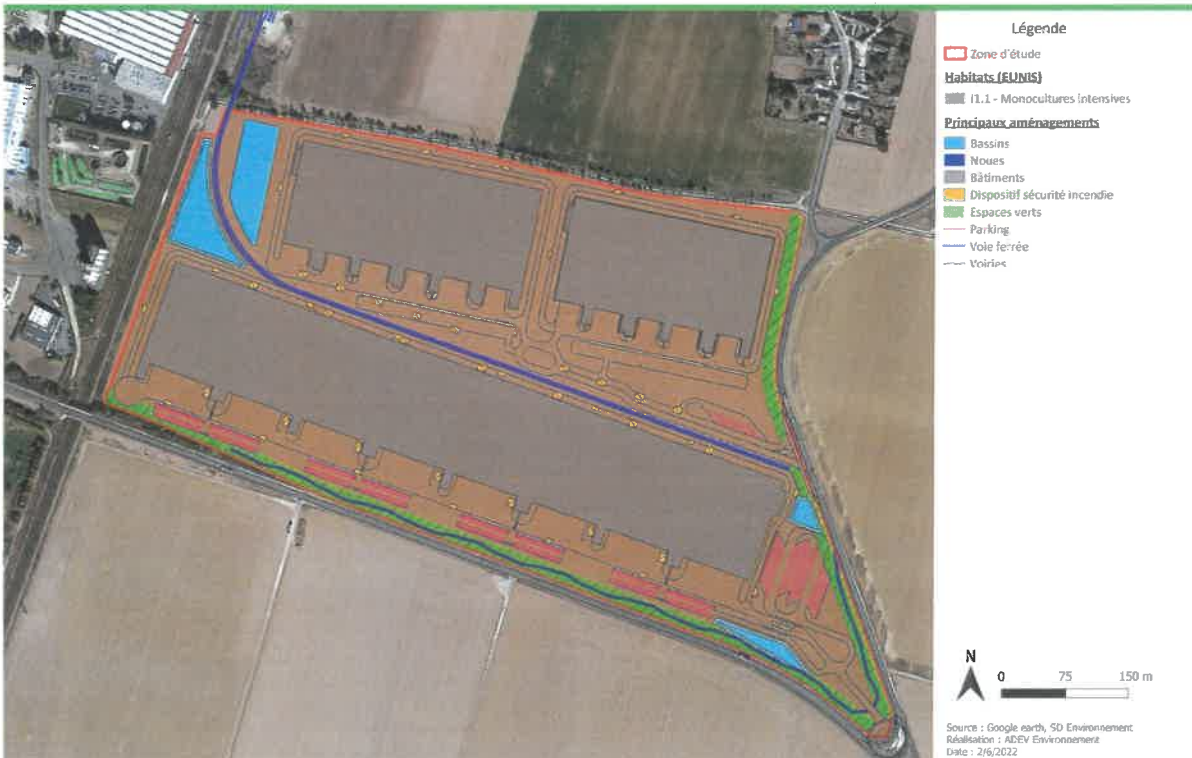 Légende
Zone d'étude
Habitats (EUNIS)
I1.1 - Monocultures intensives
Principaux aménagements
Bassins
Noues
Bâtiments
Dispositif sécurité incendie
Espaces verts
Parking
Voie ferrée
Voiries
N
0 75 150 m
Source : Google earth, SD Environnement
Réalisation : ADEV Environnement
Date : 2/6/2022